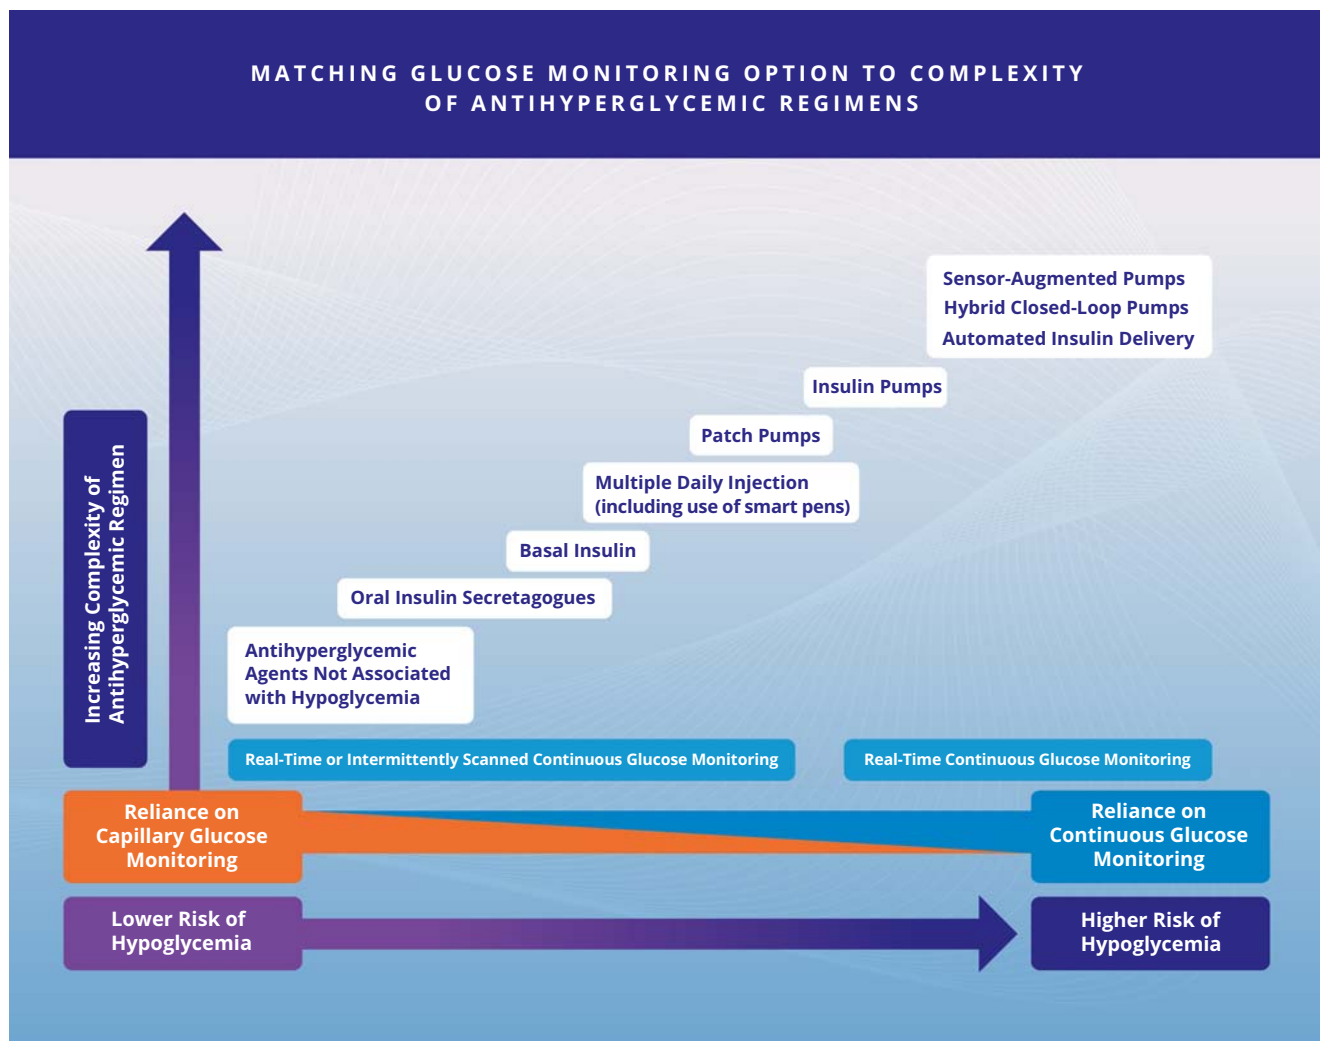 MATCHING GLUCOSE MONITORING OPTION TO COMPLEXITY
OF ANTIHYPERGLYCEMIC REGIMENS
Sensor-Augmented Pumps
Hybrid Closed-Loop Pumps
Automated Insulin Delivery
Insulin Pumps
Patch Pumps
Multiple Daily Injection
(including use of smart pens)
Basal Insulin
Oral Insulin Secretagogues
Antihyperglycemic
Agents Not Associated
with Hypoglycemia
Increasing Complexity of
Antihyperglycemic Regimen
Real-Time or Intermittently Scanned Continuous Glucose Monitoring
Real-Time Continuous Glucose Monitoring
Reliance on
Capillary Glucose
Monitoring
Reliance on
Continuous Glucose
Monitoring
Lower Risk of
Hypoglycemia
Higher Risk of
Hypoglycemia